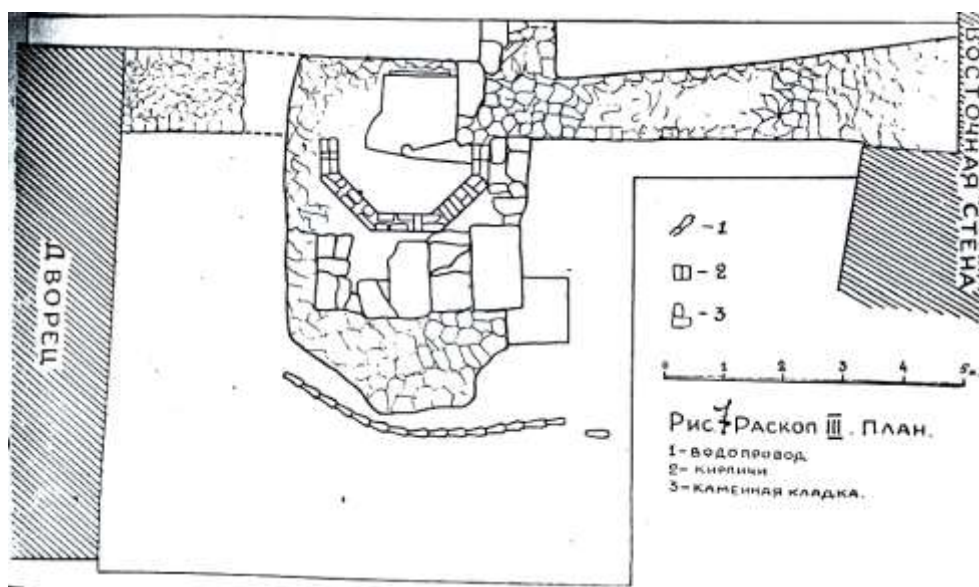 ДВОРЕЦ
ВОСТОЧНАЯ СТЕНА
-1
-2
-3
0 1 2 3 4 5м.
Рис 7 Раскоп III. План.
1-водопровод
2-кирпичи
3-каменная кладка.